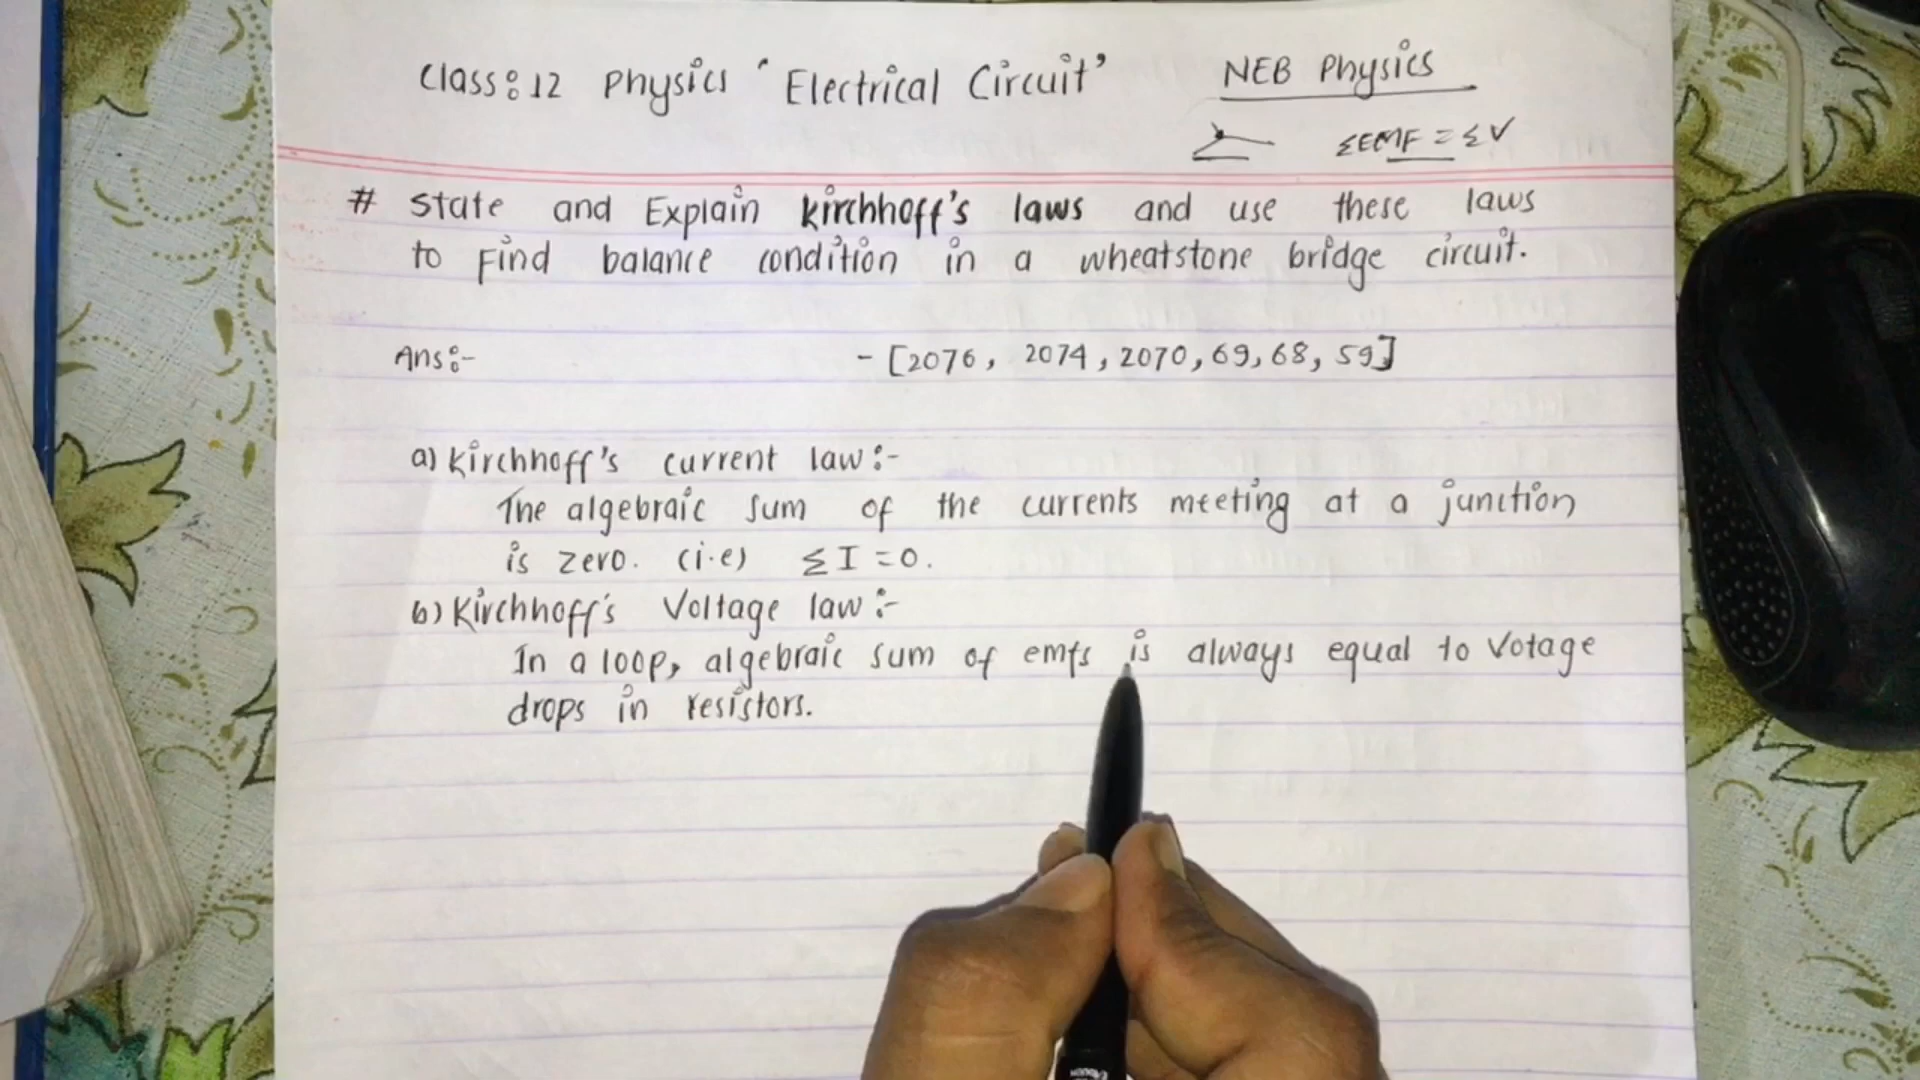 Class: 12 Physics 'Electrical Circuit'
NEB Physics
ΣEMF = ΣV
# State and Explain Kirchhoff's laws and use these laws
to Find balance condition in a wheatstone bridge circuit.
Ans:- - [2076, 2074, 2070, 69, 68, 59]
a) Kirchhoff's current law:-
The algebraic sum of the currents meeting at a junction
is zero. (i.e) ΣI = 0.
b) Kirchhoff's Voltage law:-
In a loop, algebraic sum of emfs is always equal to Votage
drops in resistors.